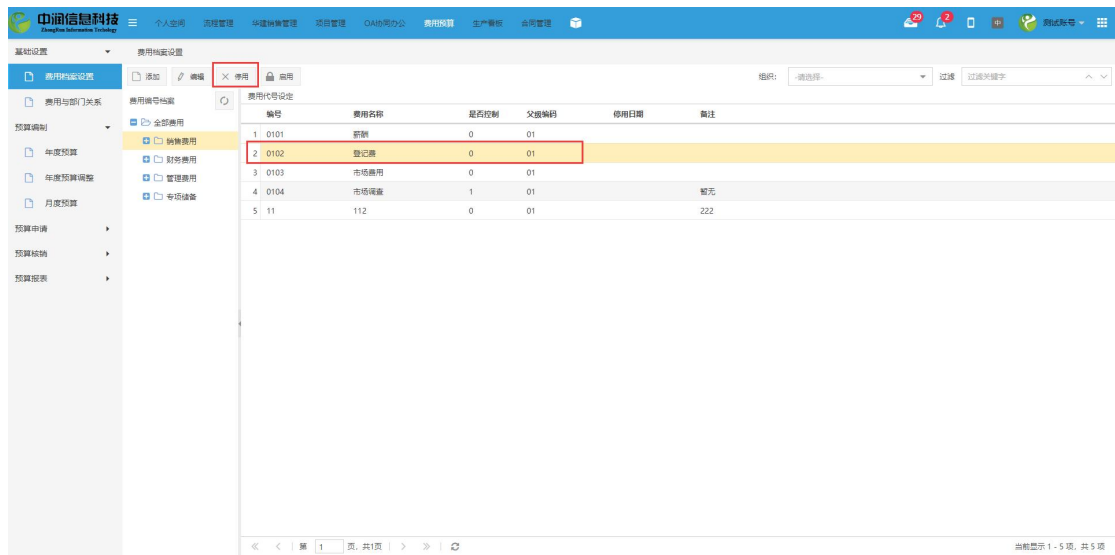 中润信息科技 个人空间 流程管理 华建销售管理 项目管理 OA协同办公 费用预算 生产看板 合同管理 29 2 中 测试账号
ZhongRun Information Technology
基础设置 费用档案设置
费用档案设置 添加 编辑 停用 启用 组织: -请选择- 过滤 过滤关键字
费用与部门关系 费用编号档案 费用代号设定
编号 费用名称 是否控制 父级编码 停用日期 备注
预算编制 全部费用
1 0101 薪酬 0 01
销售费用
年度预算 2 0102 登记费 0 01
财务费用
年度预算调整 管理费用 3 0103 市场费用 0 01
4 0104 市场调查 1 01 暂无
月度预算 专项储备
5 11 112 0 01 222
预算申请
预算核销
预算报表
第 1 页, 共1页 当前显示 1 - 5 项, 共 5 项